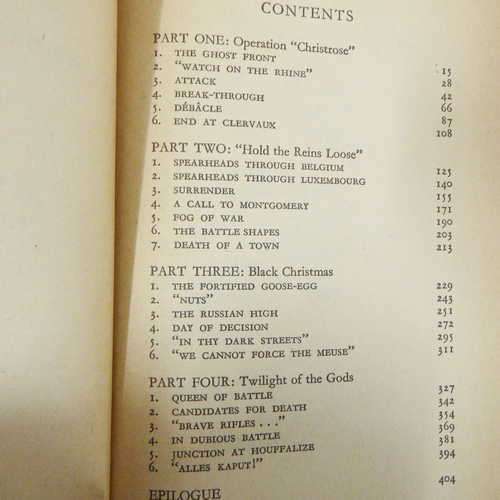 CONTENTS
PART ONE: Operation "Christrose"
1. THE GHOST FRONT 15
2. "WATCH ON THE RHINE" 28
3. ATTACK 42
4. BREAK-THROUGH 66
5. DÉBÂCLE 87
6. END AT CLERVAUX 108
PART TWO: "Hold the Reins Loose"
1. SPEARHEADS THROUGH BELGIUM 125
2. SPEARHEADS THROUGH LUXEMBOURG 140
3. SURRENDER 155
4. A CALL TO MONTGOMERY 171
5. FOG OF WAR 190
6. THE BATTLE SHAPES 203
7. DEATH OF A TOWN 213
PART THREE: Black Christmas
1. THE FORTIFIED GOOSE-EGG 229
2. "NUTS" 243
3. THE RUSSIAN HIGH 251
4. DAY OF DECISION 272
5. "IN THY DARK STREETS" 295
6. "WE CANNOT FORCE THE MEUSE" 311
PART FOUR: Twilight of the Gods
1. QUEEN OF BATTLE 327
2. CANDIDATES FOR DEATH 342
3. "BRAVE RIFLES . . ." 354
4. IN DUBIOUS BATTLE 369
5. JUNCTION AT HOUFFALIZE 381
6. "ALLES KAPUT!" 394
EPILOGUE 404